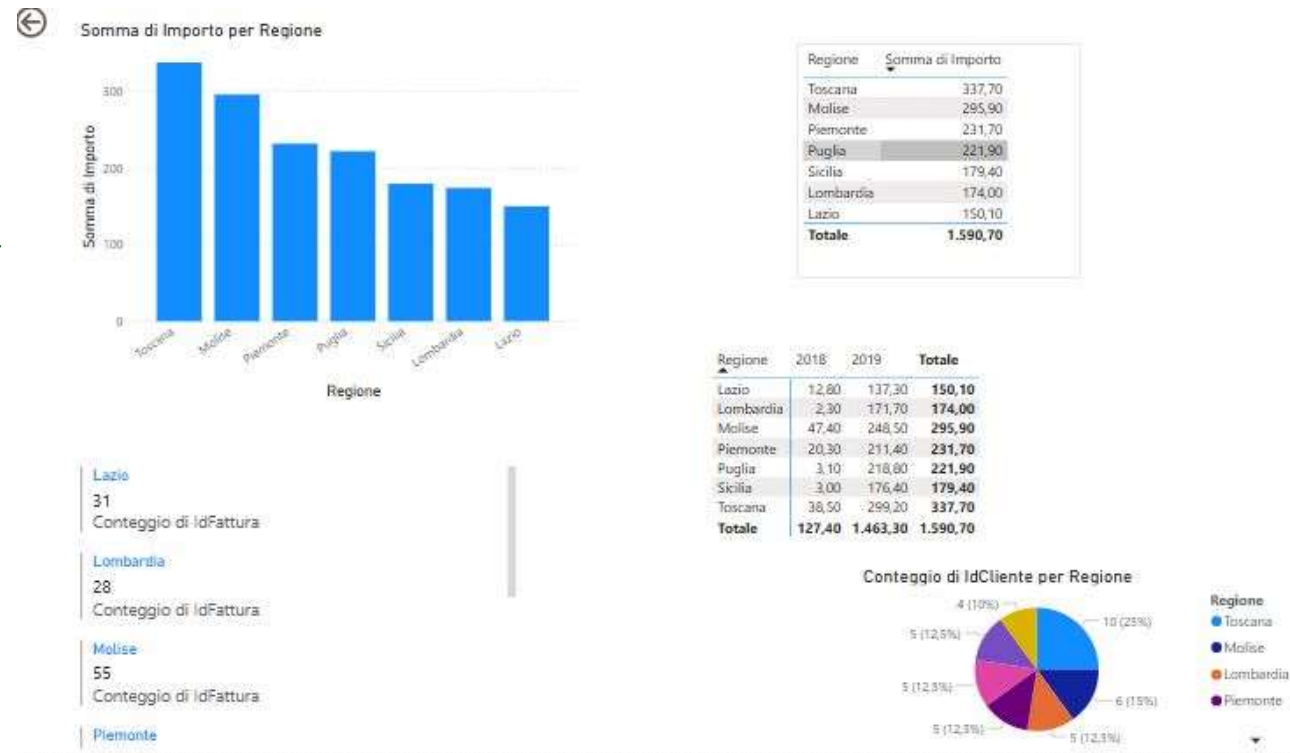 Somma di Importo per Regione
Somma di Importo
300
200
100
0
Toscana
Molise
Piemonte
Puglia
Sicilia
Lombardia
Lazio
Regione
Regione Somma di Importo
Toscana 337,70
Molise 295,90
Piemonte 231,70
Puglia 221,90
Sicilia 179,40
Lombardia 174,00
Lazio 150,10
Totale 1.590,70
Regione 2018 2019 Totale
Lazio 12,80 137,30 150,10
Lombardia 2,30 171,70 174,00
Molise 47,40 248,50 295,90
Piemonte 20,30 211,40 231,70
Puglia 3,10 218,80 221,90
Sicilia 3,00 176,40 179,40
Toscana 38,50 299,20 337,70
Totale 127,40 1.463,30 1.590,70
Lazio
31
Conteggio di IdFattura
Lombardia
28
Conteggio di IdFattura
Molise
55
Conteggio di IdFattura
Piemonte
Conteggio di IdCliente per Regione
4 (10%)
10 (25%)
5 (12,5%)
5 (12,5%)
6 (15%)
5 (12,5%)
5 (12,5%)
Regione
Toscana
Molise
Lombardia
Piemonte